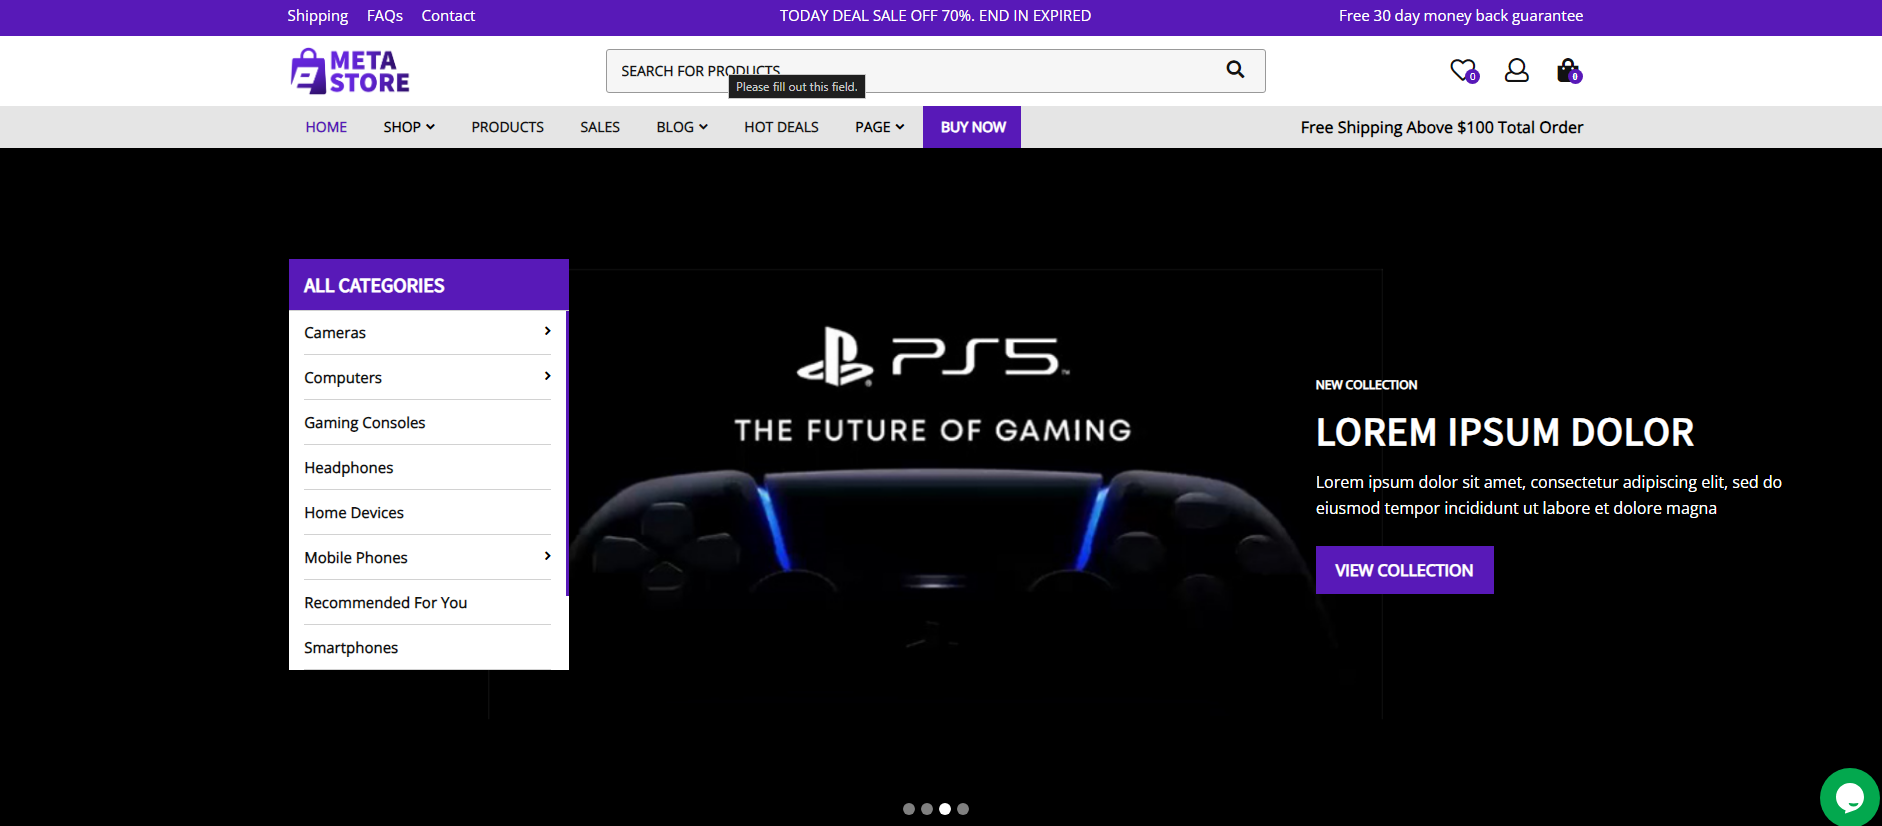 Shipping FAQs Contact TODAY DEAL SALE OFF 70%. END IN EXPIRED Free 30 day money back guarantee
META
STORE
SEARCH FOR PRODUCTS
Please fill out this field.
0 0
HOME SHOP PRODUCTS SALES BLOG HOT DEALS PAGE BUY NOW Free Shipping Above $100 Total Order
ALL CATEGORIES
Cameras
Computers
Gaming Consoles
Headphones
Home Devices
Mobile Phones
Recommended For You
Smartphones
PS5™
THE FUTURE OF GAMING
NEW COLLECTION
LOREM IPSUM DOLOR
Lorem ipsum dolor sit amet, consectetur adipiscing elit, sed do
eiusmod tempor incididunt ut labore et dolore magna
VIEW COLLECTION